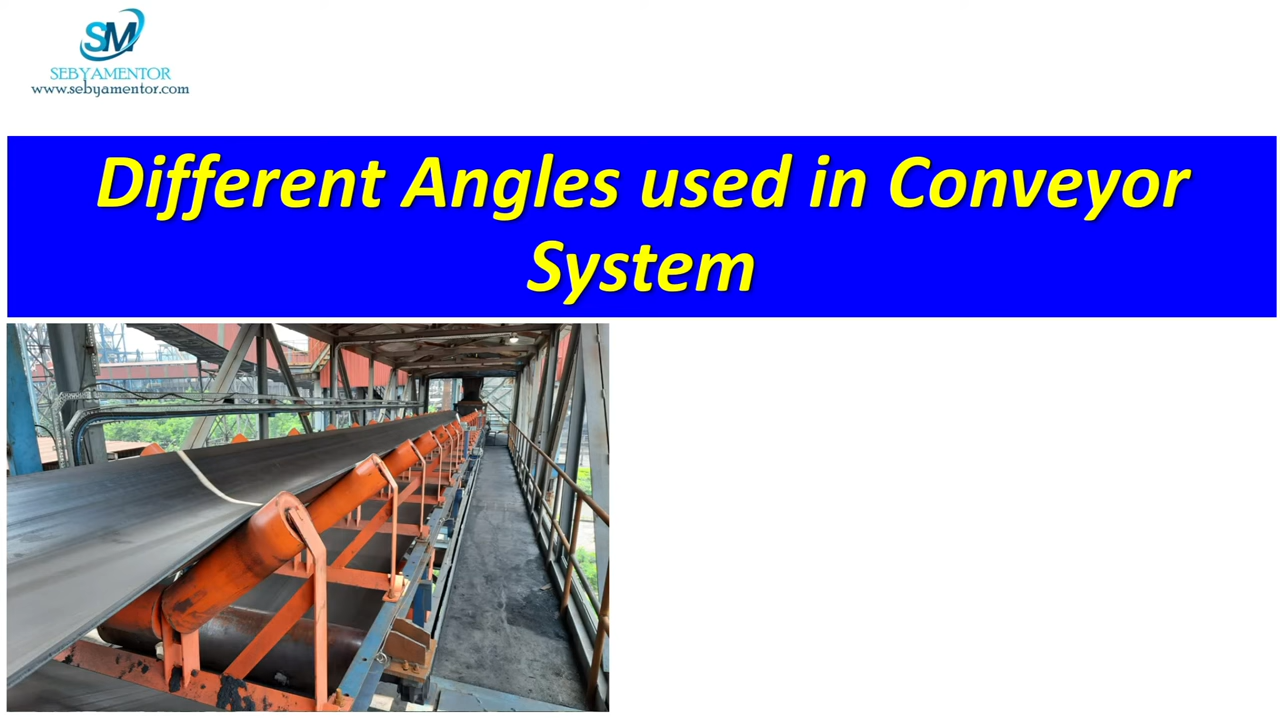 SM
SEBYAMENTOR
www.sebyamentor.com
Different Angles used in Conveyor
System